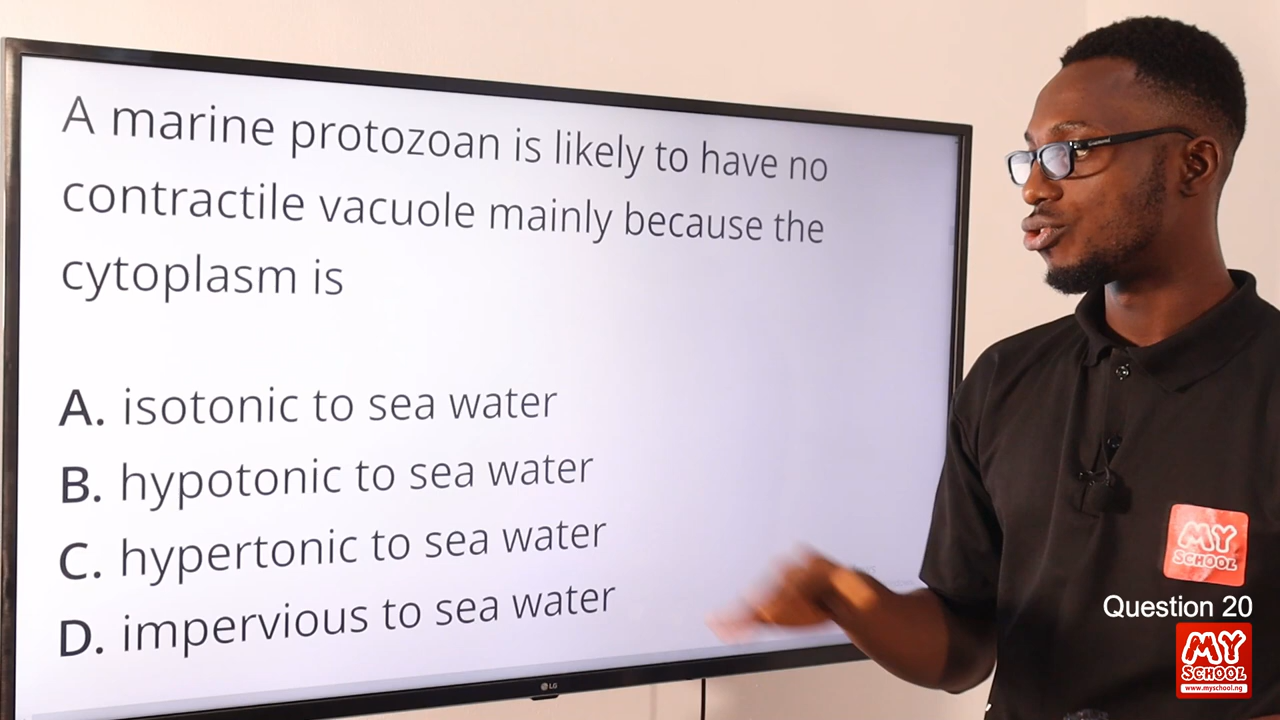 A marine protozoan is likely to have no
contractile vacuole mainly because the
cytoplasm is
A. isotonic to sea water
B. hypotonic to sea water
C. hypertonic to sea water
D. impervious to sea water
LG
MY
SCHOOL
Question 20
MY
SCHOOL
www.myschool.ng